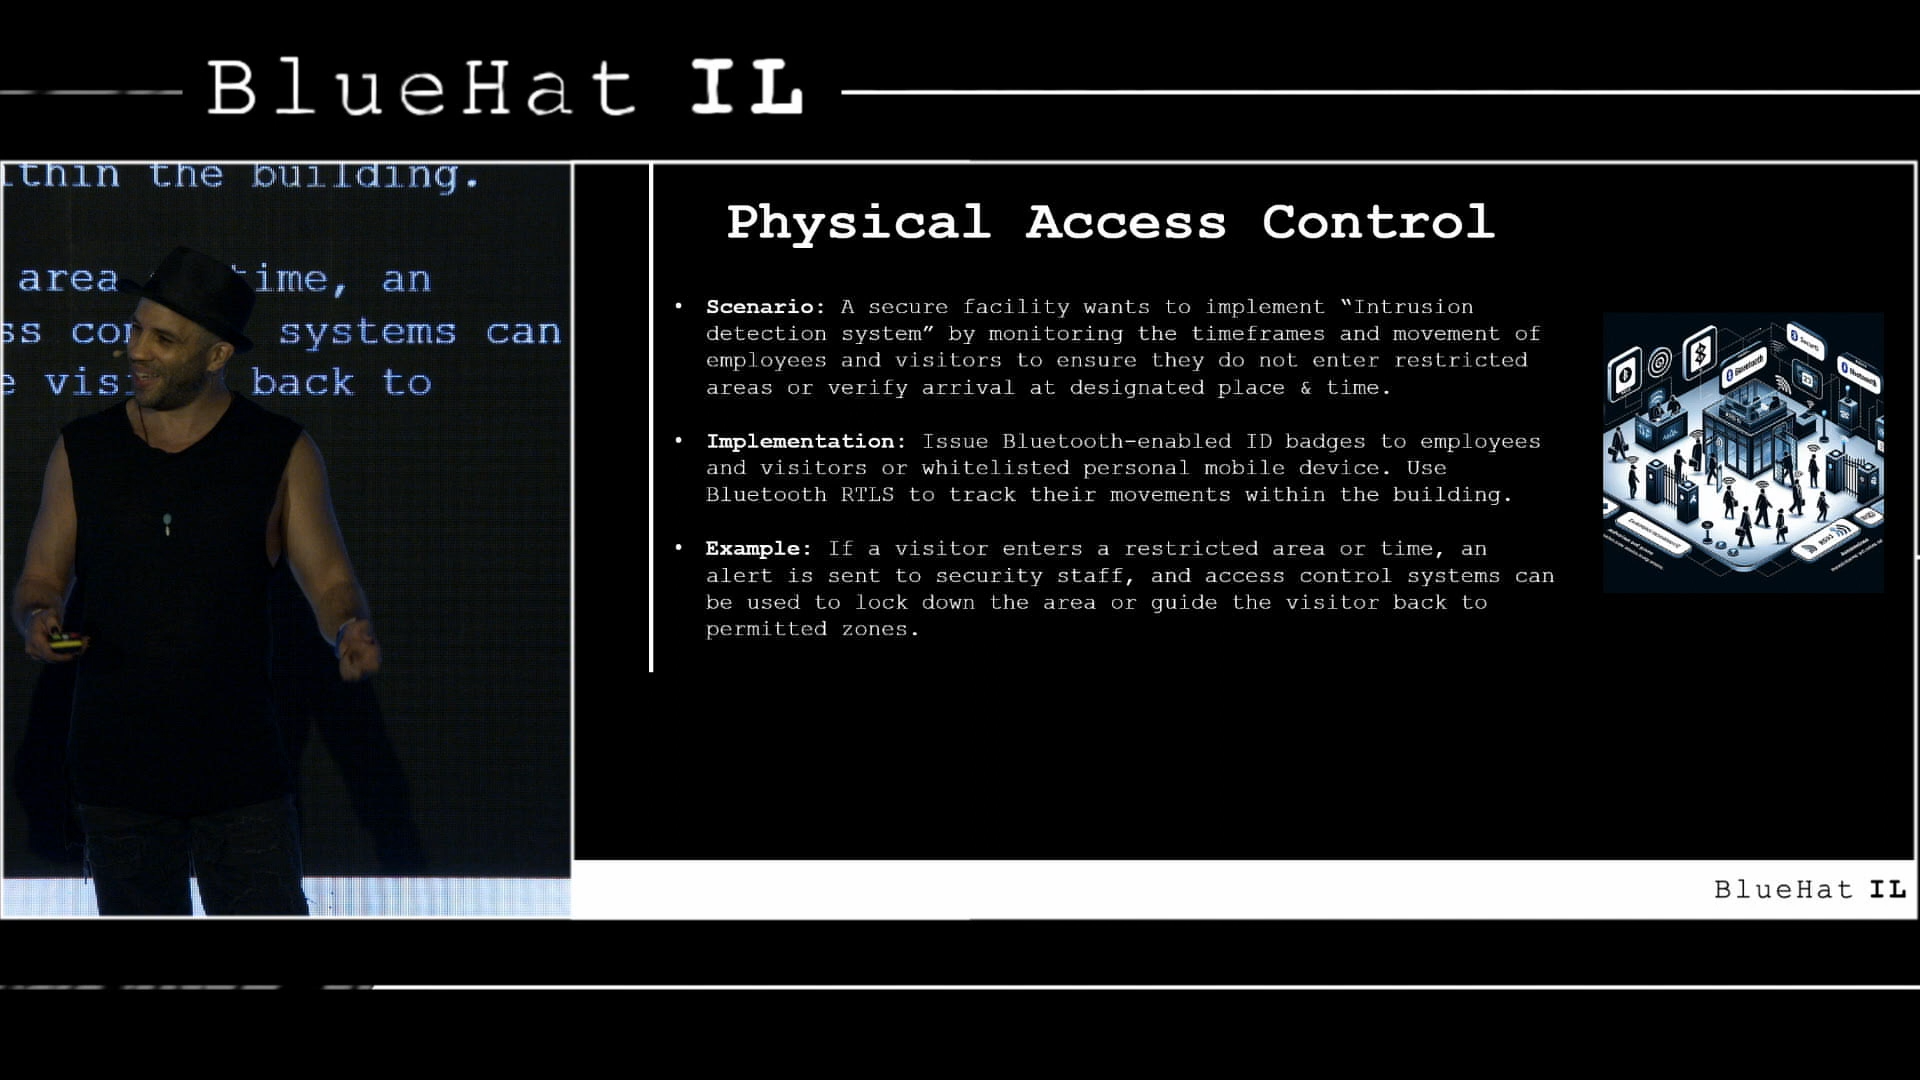 BlueHat IL
ithin the building.
area time, an
ss con systems can
e vis back to
Physical Access Control
• Scenario: A secure facility wants to implement “Intrusion
detection system” by monitoring the timeframes and movement of
employees and visitors to ensure they do not enter restricted
areas or verify arrival at designated place & time.
• Implementation: Issue Bluetooth-enabled ID badges to employees
and visitors or whitelisted personal mobile device. Use
Bluetooth RTLS to track their movements within the building.
• Example: If a visitor enters a restricted area or time, an
alert is sent to security staff, and access control systems can
be used to lock down the area or guide the visitor back to
permitted zones.
Bluetooth
BlueHat IL